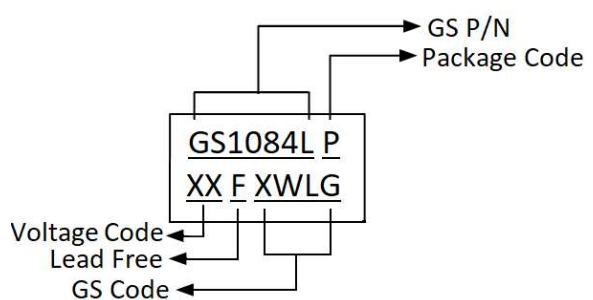 GS P/N
Package Code
GS1084L P
XX F XWLG
Voltage Code
Lead Free
GS Code